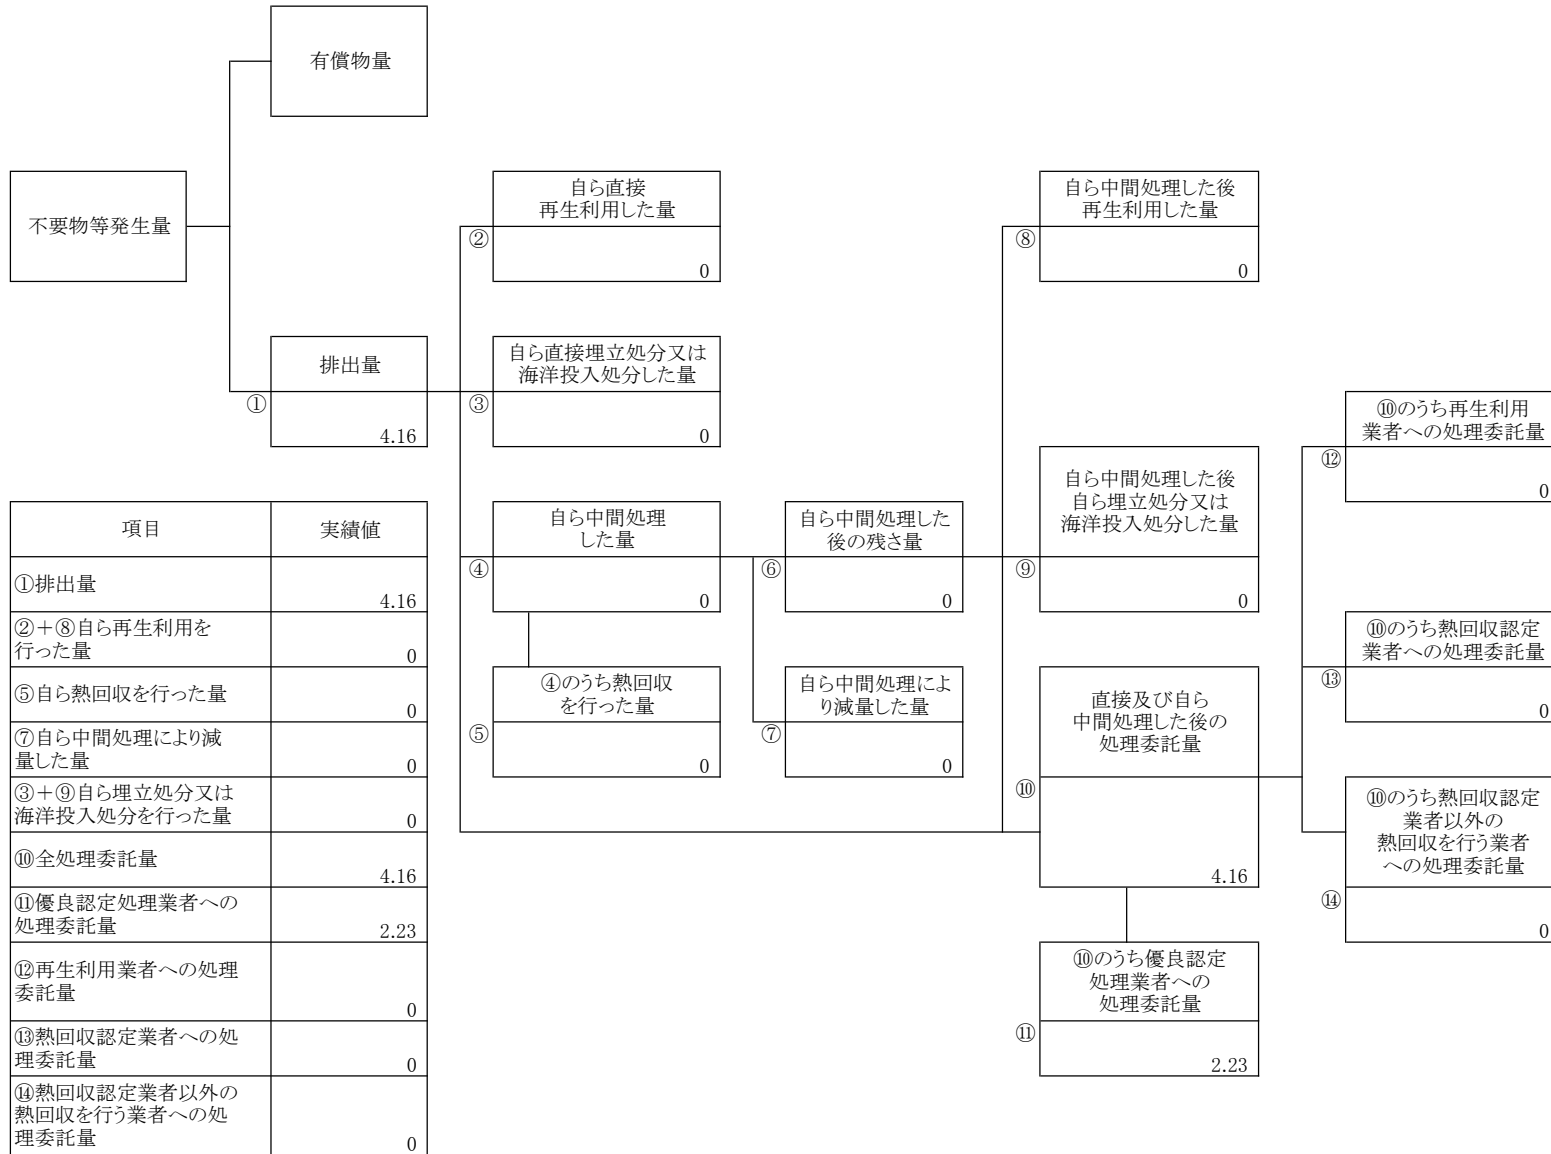 有償物量
不要物等発生量
自ら直接
再生利用した量
②
0
自ら中間処理した後
再生利用した量
⑧
0
排出量
①
4.16
自ら直接埋立処分又は
海洋投入処分した量
③
0
⑩のうち再生利用
業者への処理委託量
⑫
0
自ら中間処理
した量
④
0
自ら中間処理した
後の残さ量
⑥
0
自ら中間処理した後
自ら埋立処分又は
海洋投入処分した量
⑨
0
⑩のうち熱回収認定
業者への処理委託量
⑬
0
④のうち熱回収
を行った量
⑤
0
自ら中間処理によ
り減量した量
⑦
0
直接及び自ら
中間処理した後の
処理委託量
⑩
4.16
⑩のうち熱回収認定
業者以外の
熱回収を行う業者
への処理委託量
⑭
0
⑩のうち優良認定
処理業者への
処理委託量
⑪
2.23
項目 実績値
①排出量
4.16
②+⑧自ら再生利用を
行った量
0
⑤自ら熱回収を行った量
0
⑦自ら中間処理により減
量した量
0
③+⑨自ら埋立処分又は
海洋投入処分を行った量
0
⑩全処理委託量
4.16
⑪優良認定処理業者への
処理委託量
2.23
⑫再生利用業者への処理
委託量
0
⑬熱回収認定業者への処
理委託量
0
⑭熱回収認定業者以外の
熱回収を行う業者への処
理委託量
0